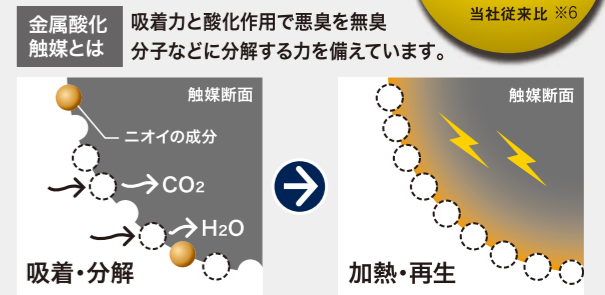 当社従来比 ※6
金属酸化
触媒とは
吸着力と酸化作用で悪臭を無臭
分子などに分解する力を備えています。
触媒断面
ニオイの成分
CO2
H2O
吸着・分解
触媒断面
加熱・再生